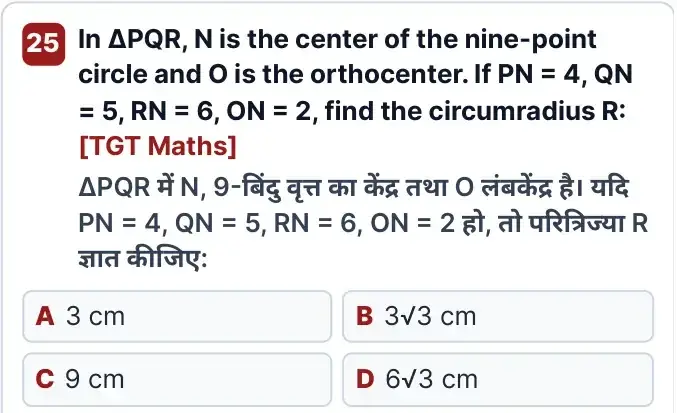 25 In ΔPQR, N is the center of the nine-point
circle and O is the orthocenter. If PN = 4, QN
= 5, RN = 6, ON = 2, find the circumradius R:
[TGT Maths]
ΔPQR में N, 9-बिंदु वृत्त का केंद्र तथा O लंबकेंद्र है। यदि
PN = 4, QN = 5, RN = 6, ON = 2 हो, तो परित्रिज्या R
ज्ञात कीजिए:
A 3 cm
B 3√3 cm
C 9 cm
D 6√3 cm